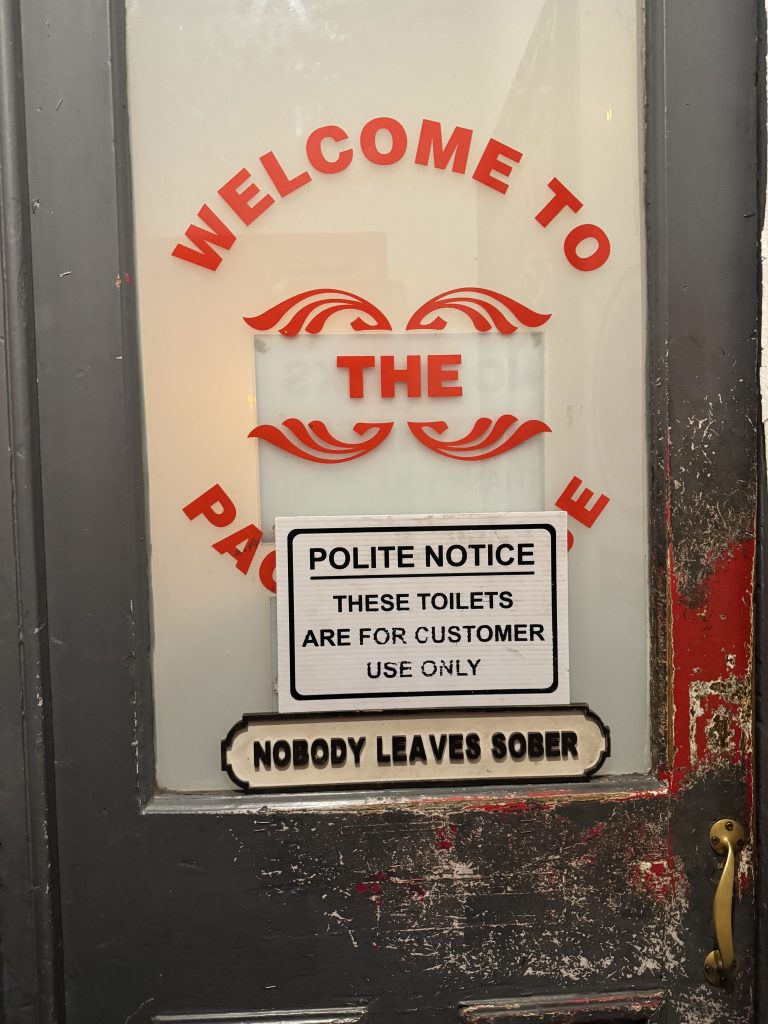 WELCOME TO
THE
POLITE NOTICE
THESE TOILETS
ARE FOR CUSTOMER
USE ONLY
NOBODY LEAVES SOBER